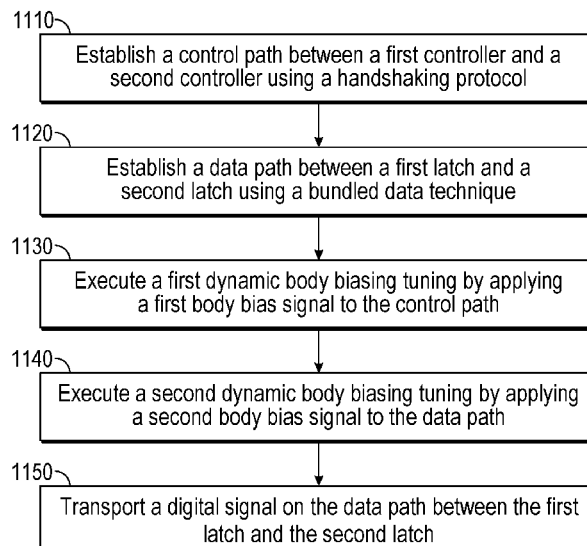 1110
Establish a control path between a first controller and a
second controller using a handshaking protocol
1120
Establish a data path between a first latch and a
second latch using a bundled data technique
1130
Execute a first dynamic body biasing tuning by applying
a first body bias signal to the control path
1140
Execute a second dynamic body biasing tuning by applying
a second body bias signal to the data path
1150
Transport a digital signal on the data path between the first
latch and the second latch